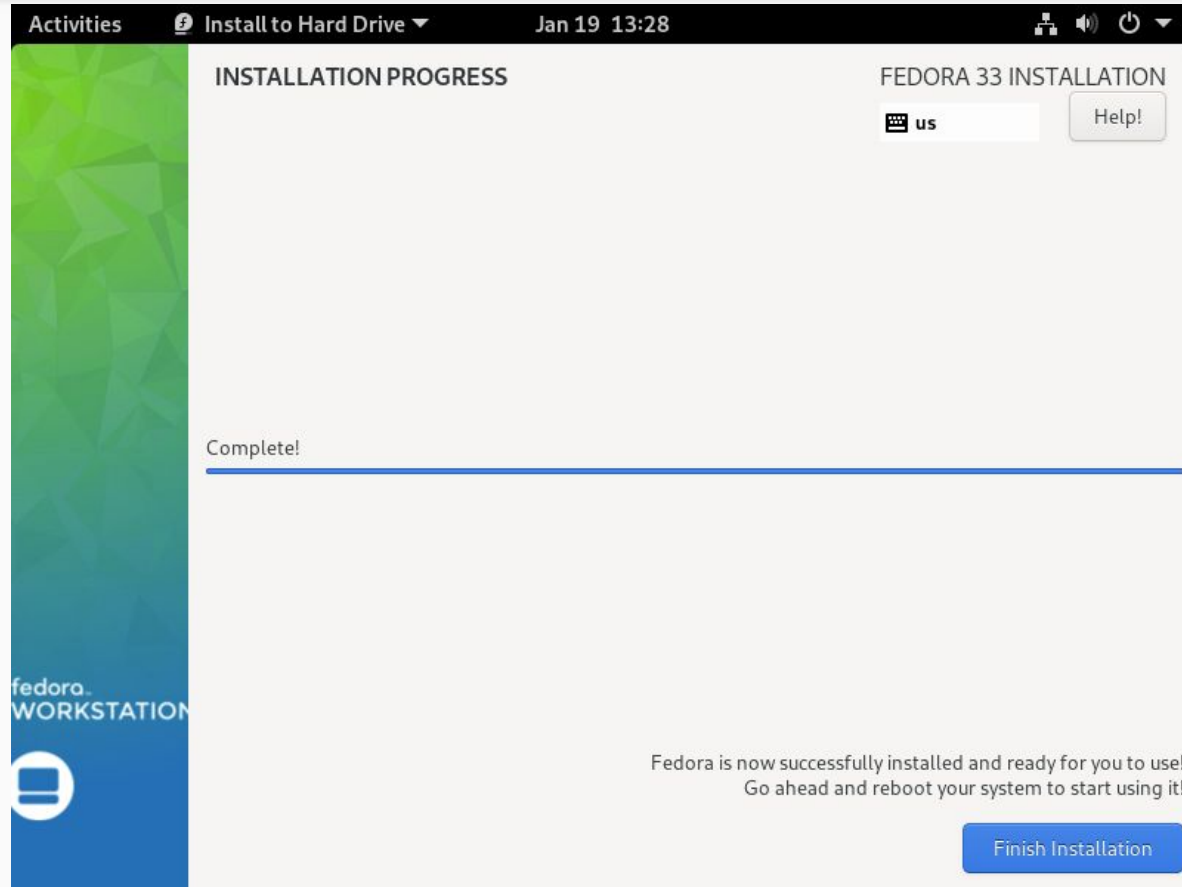 Activities Install to Hard Drive Jan 19 13:28
INSTALLATION PROGRESS
FEDORA 33 INSTALLATION
us
Help!
Complete!
fedora
WORKSTATION
Fedora is now successfully installed and ready for you to use!
Go ahead and reboot your system to start using it!
Finish Installation